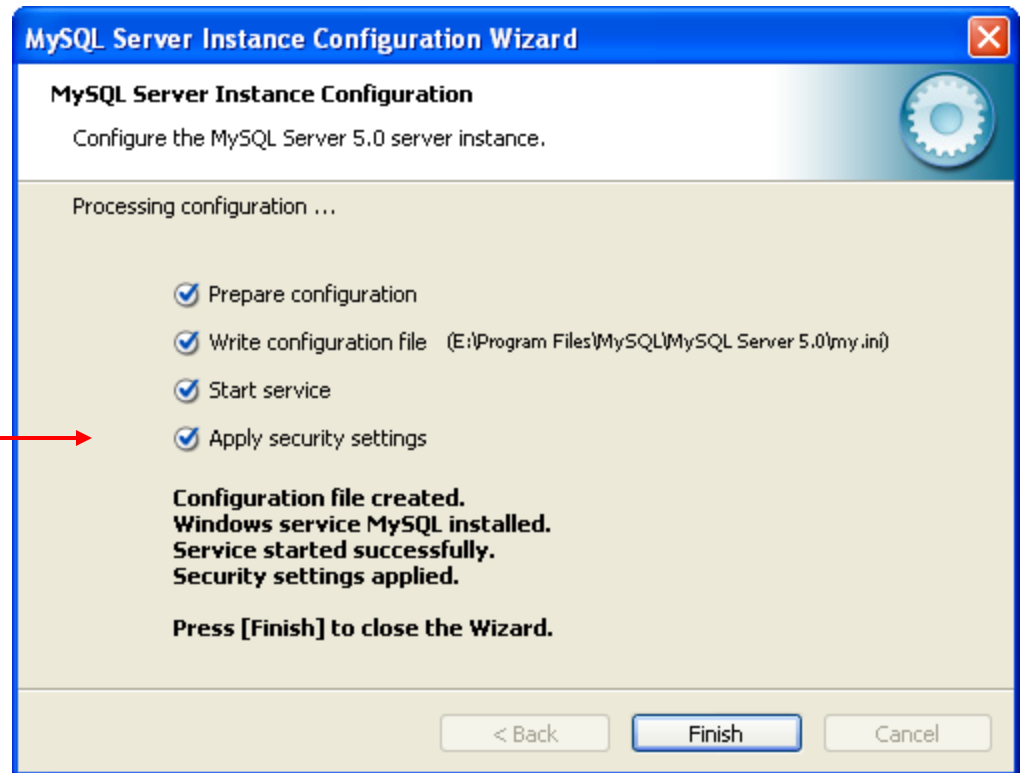 MySQL Server Instance Configuration Wizard
MySQL Server Instance Configuration
Configure the MySQL Server 5.0 server instance.
Processing configuration ...
Prepare configuration
Write configuration file (E:\Program Files\MySQL\MySQL Server 5.0\my.ini)
Start service
Apply security settings
Configuration file created.
Windows service MySQL installed.
Service started successfully.
Security settings applied.
Press [Finish] to close the Wizard.
< Back Finish Cancel